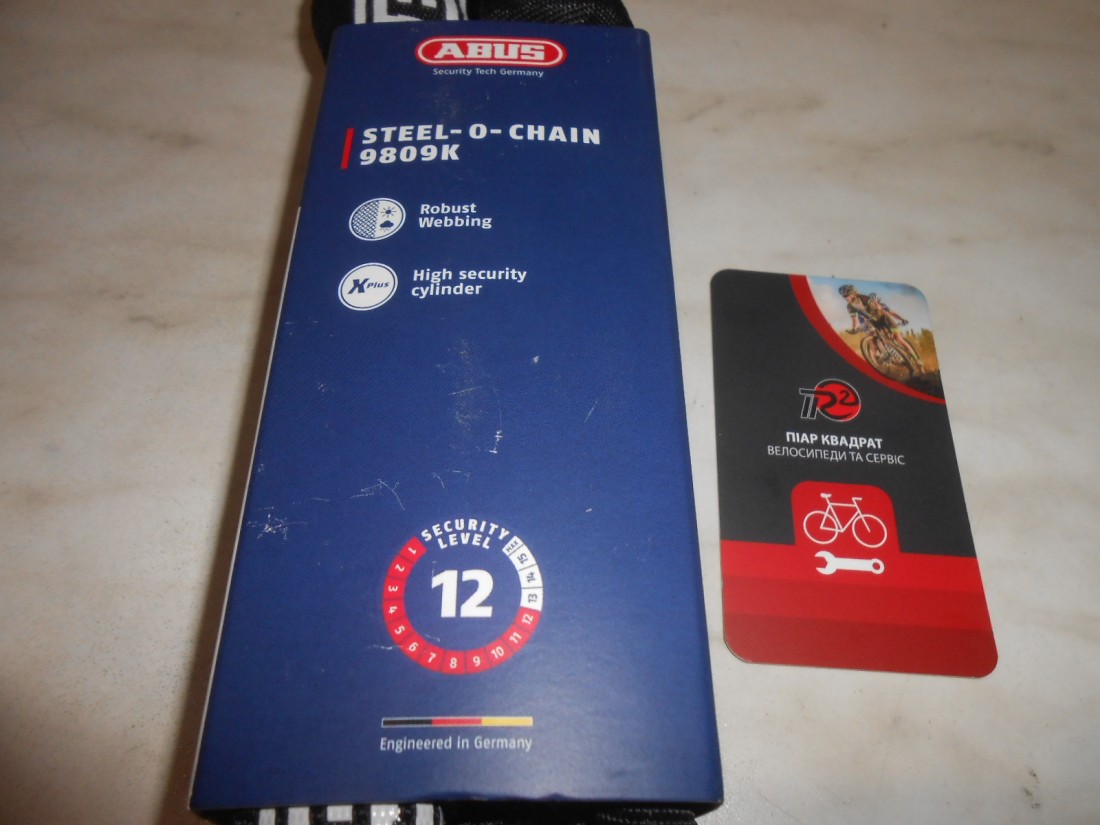 ABUS
Security Tech Germany
STEEL-O-CHAIN
9809K
Robust
Webbing
XPlus
High security
cylinder
SECURITY
LEVEL
12
1 2 3 4 5 6 7 8 9 10 11 12 13 14 15 MAX
Engineered in Germany
ПІАР КВАДРАТ
ВЕЛОСИПЕДИ ТА СЕРВІС